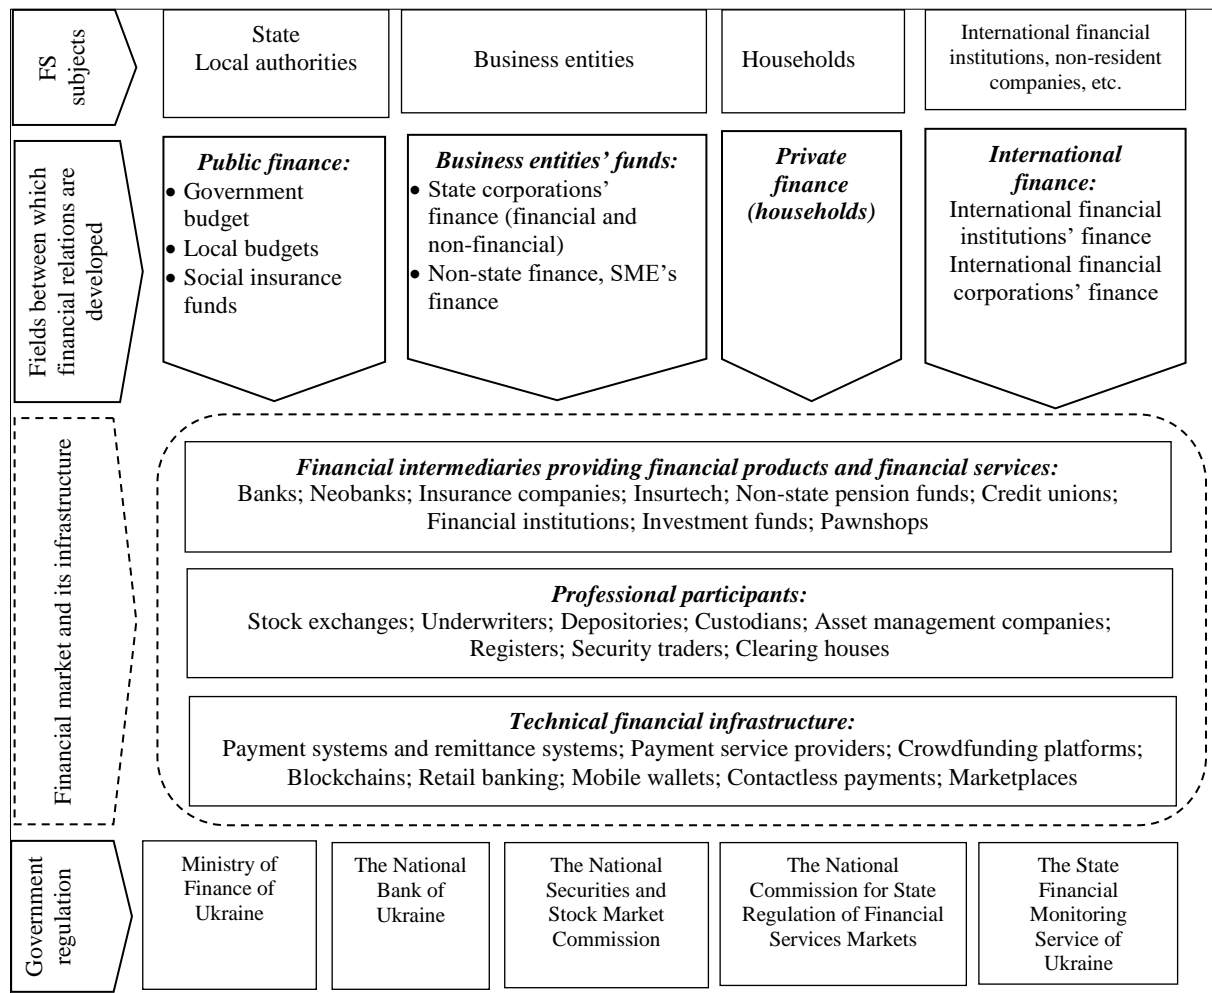 FS
subjects
State
Local authorities
Business entities
Households
International financial
institutions, non-resident
companies, etc.
Fields between which
financial relations are
developed
Public finance:
• Government
budget
• Local budgets
• Social insurance
funds
Business entities’ funds:
• State corporations’
finance (financial and
non-financial)
• Non-state finance, SME’s
finance
Private
finance
(households)
International
finance:
International financial
institutions’ finance
International financial
corporations’ finance
Financial market and its infrastructure
Financial intermediaries providing financial products and financial services:
Banks; Neobanks; Insurance companies; Insurtech; Non-state pension funds; Credit unions;
Financial institutions; Investment funds; Pawnshops
Professional participants:
Stock exchanges; Underwriters; Depositories; Custodians; Asset management companies;
Registers; Security traders; Clearing houses
Technical financial infrastructure:
Payment systems and remittance systems; Payment service providers; Crowdfunding platforms;
Blockchains; Retail banking; Mobile wallets; Contactless payments; Marketplaces
Government
regulation
Ministry of
Finance of
Ukraine
The National
Bank of
Ukraine
The National
Securities and
Stock Market
Commission
The National
Commission for State
Regulation of Financial
Services Markets
The State
Financial
Monitoring
Service of
Ukraine